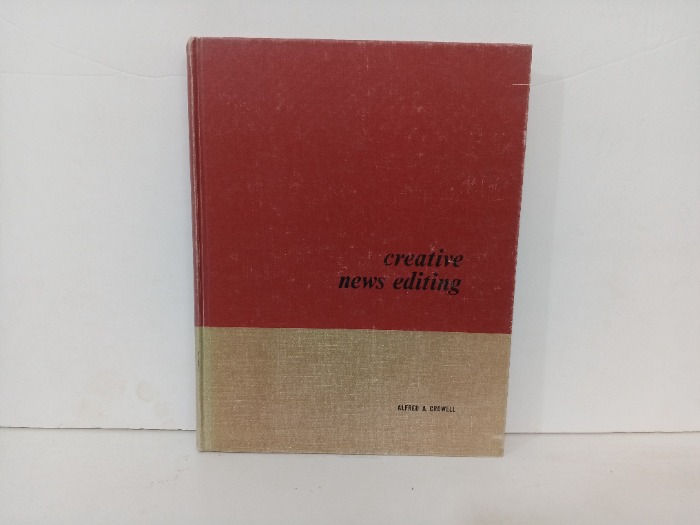 creative
news editing
ALFRED A. CROWELL